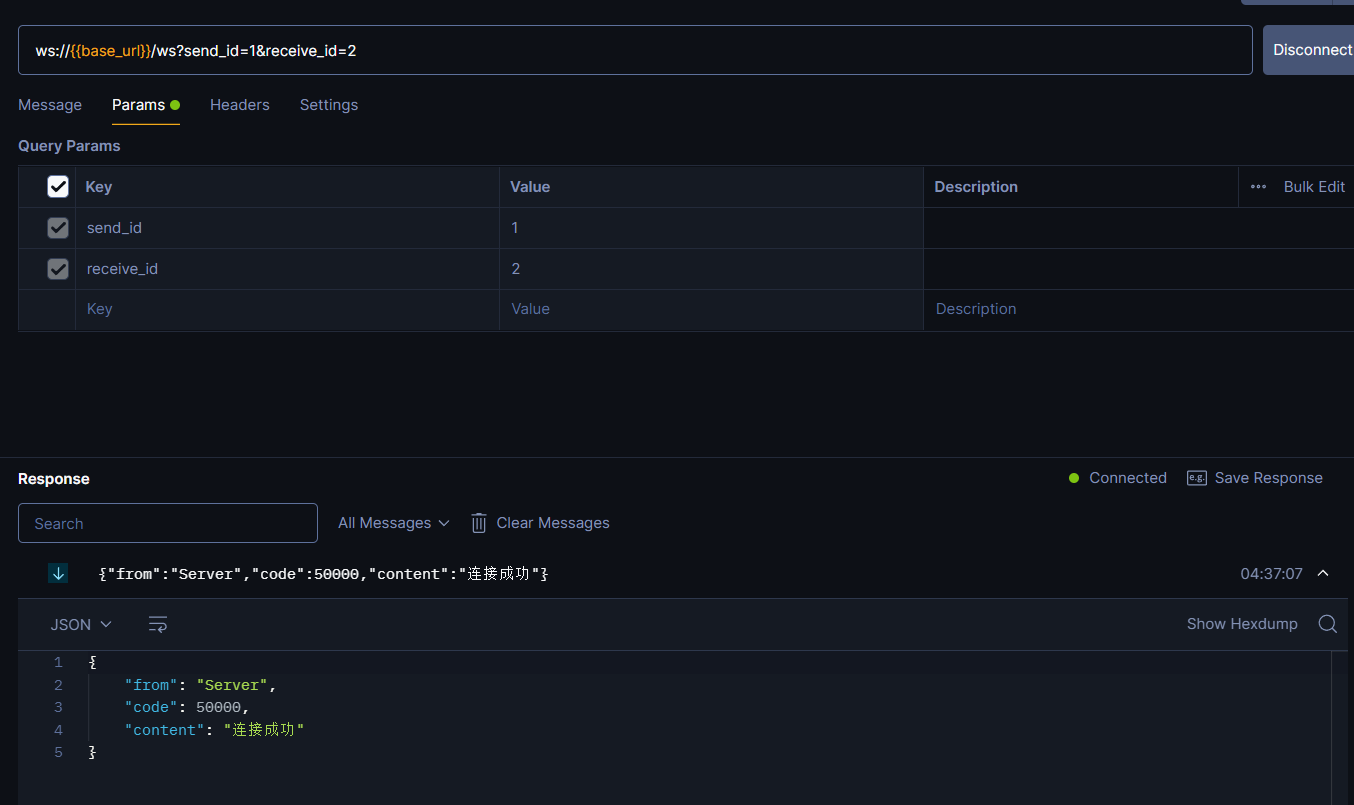 ws://{{base_url}}/ws?send_id=1&receive_id=2
Disconnect
Message Params Headers Settings
Query Params
Key Value Description Bulk Edit
send_id 1
receive_id 2
Key Value Description
Response Connected e.g. Save Response
Search All Messages Clear Messages
{"from":"Server","code":50000,"content":"连接成功"} 04:37:07
JSON Show Hexdump
1 {
2 "from": "Server",
3 "code": 50000,
4 "content": "连接成功"
5 }